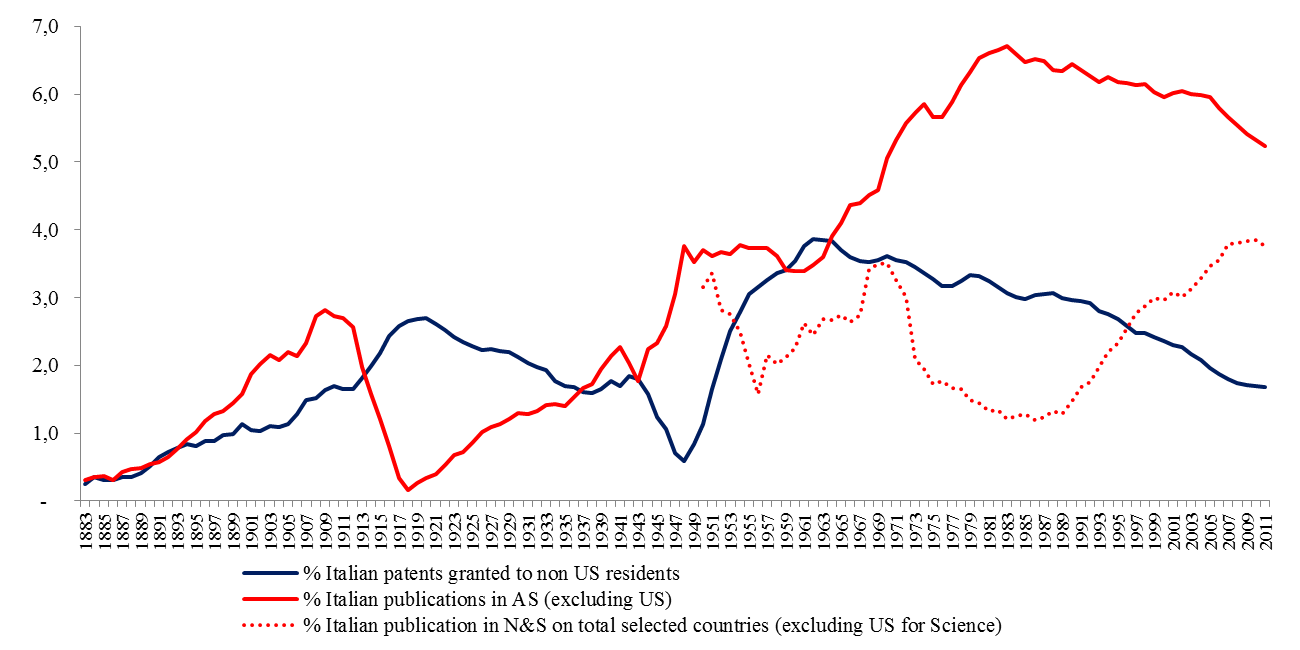 7,0
6,0
5,0
4,0
3,0
2,0
1,0
-
1883 1885 1887 1889 1891 1893 1895 1897 1899 1901 1903 1905 1907 1909 1911 1913 1915 1917 1919 1921 1923 1925 1927 1929 1931 1933 1935 1937 1939 1941 1943 1945 1947 1949 1951 1953 1955 1957 1959 1961 1963 1965 1967 1969 1971 1973 1975 1977 1979 1981 1983 1985 1987 1989 1991 1993 1995 1997 1999 2001 2003 2005 2007 2009 2011
% Italian patents granted to non US residents
% Italian publications in AS (excluding US)
% Italian publication in N&S on total selected countries (excluding US for Science)